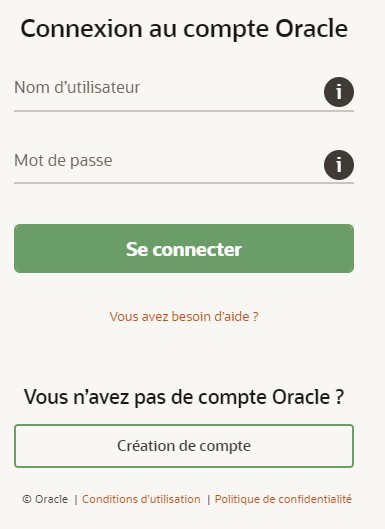 Connexion au compte Oracle
Nom d’utilisateur i
Mot de passe i
Se connecter
Vous avez besoin d'aide ?
Vous n’avez pas de compte Oracle ?
Création de compte
© Oracle | Conditions d'utilisation | Politique de confidentialité